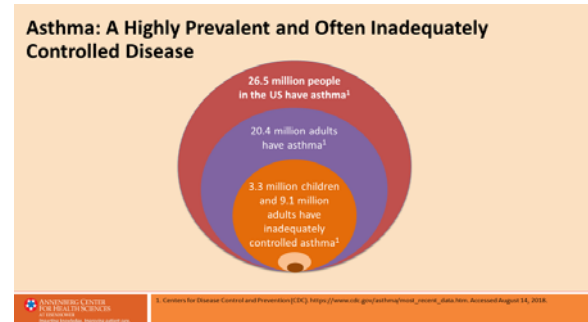 Asthma: A Highly Prevalent and Often Inadequately
Controlled Disease
26.5 million people
in the US have asthma¹
20.4 million adults
have asthma¹
3.3 million children
and 9.1 million
adults have
inadequately
controlled asthma¹
ANNENBERG CENTER
FOR HEALTH SCIENCES
AT EISENHOWER
1. Centers for Disease Control and Prevention (CDC). https://www.cdc.gov/asthma/most_recent_data.htm. Accessed August 14, 2018.